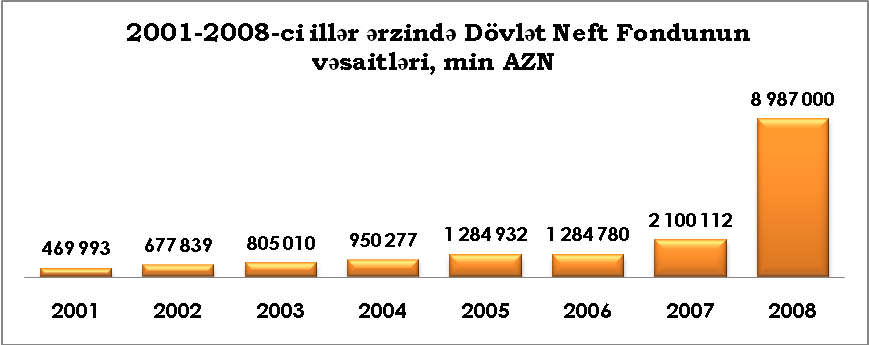 2001-2008-ci illər ərzində Dövlət Neft Fondunun
vəsaitləri, min AZN
469 993
677 839
805 010
950 277
1 284 932
1 284 780
2 100 112
8 987 000
2001 2002 2003 2004 2005 2006 2007 2008